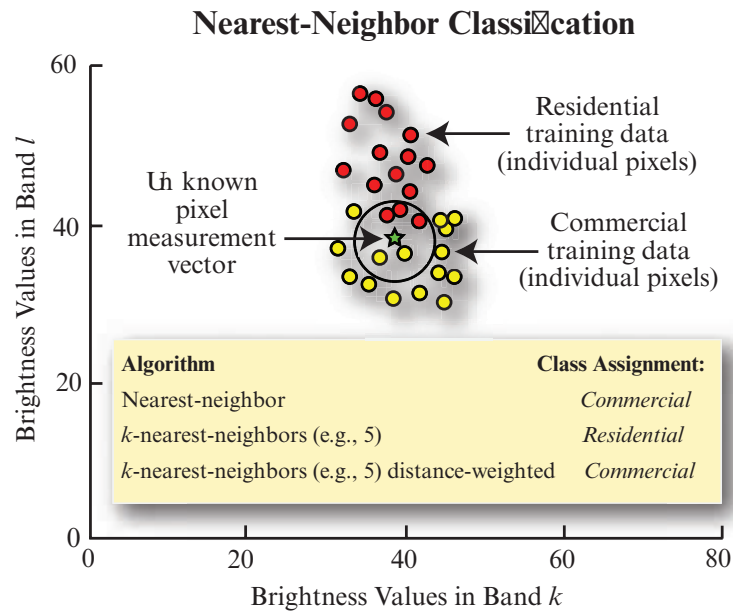 Nearest-Neighbor Classi☒cation
60
40
20
0
Brightness Values in Band l
Residential
training data
(individual pixels)
Un known
pixel
measurement
vector
Commercial
training data
(individual pixels)
Algorithm Class Assignment:
Nearest-neighbor Commercial
k-nearest-neighbors (e.g., 5) Residential
k-nearest-neighbors (e.g., 5) distance-weighted Commercial
0 20 40 60 80
Brightness Values in Band k